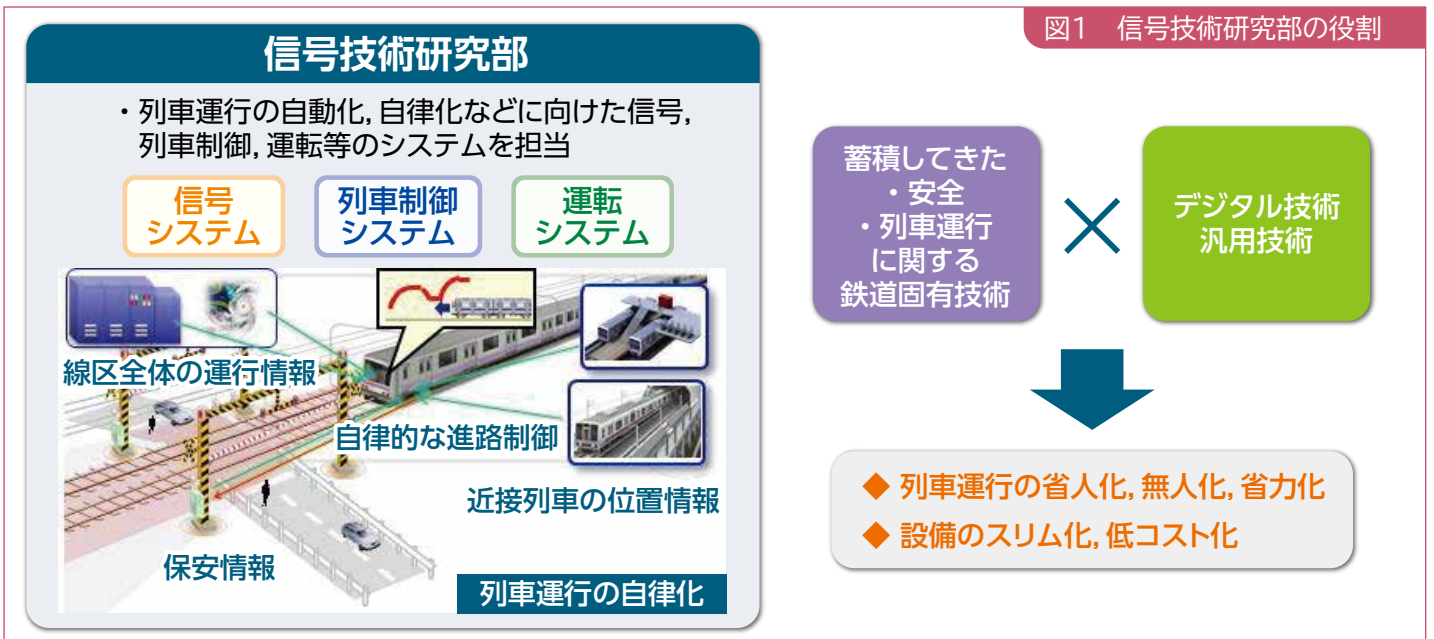 図1 信号技術研究部の役割
信号技術研究部
・列車運行の自動化，自律化などに向けた信号，
列車制御，運転等のシステムを担当
信号
システム
列車制御
システム
運転
システム
線区全体の運行情報
自律的な進路制御
近接列車の位置情報
保安情報
列車運行の自律化
蓄積してきた
・安全
・列車運行
に関する
鉄道固有技術
×
デジタル技術
汎用技術
◆ 列車運行の省人化，無人化，省力化
◆ 設備のスリム化，低コスト化